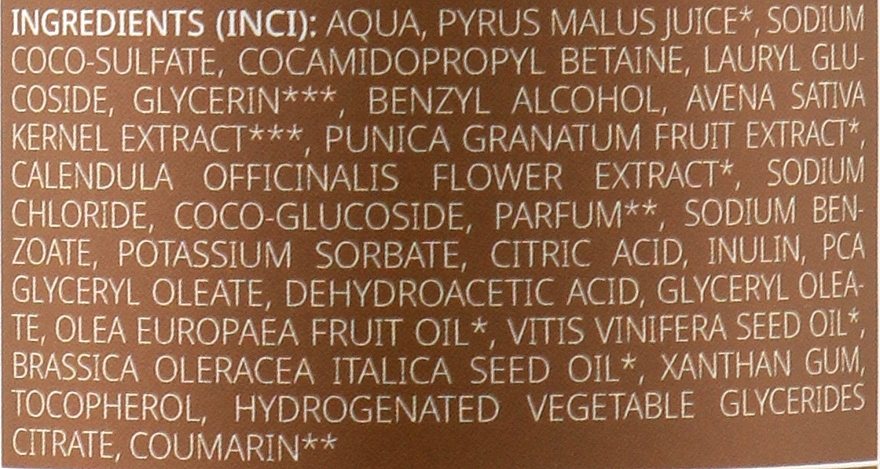 INGREDIENTS (INCI): AQUA, PYRUS MALUS JUICE*, SODIUM
COCO-SULFATE, COCAMIDOPROPYL BETAINE, LAURYL GLU-
COSIDE, GLYCERIN***, BENZYL ALCOHOL, AVENA SATIVA
KERNEL EXTRACT***, PUNICA GRANATUM FRUIT EXTRACT*,
CALENDULA OFFICINALIS FLOWER EXTRACT*, SODIUM
CHLORIDE, COCO-GLUCOSIDE, PARFUM**, SODIUM BEN-
ZOATE, POTASSIUM SORBATE, CITRIC ACID, INULIN, PCA
GLYCERYL OLEATE, DEHYDROACETIC ACID, GLYCERYL OLEA-
TE, OLEA EUROPAEA FRUIT OIL*, VITIS VINIFERA SEED OIL*,
BRASSICA OLERACEA ITALICA SEED OIL*, XANTHAN GUM,
TOCOPHEROL, HYDROGENATED VEGETABLE GLYCERIDES
CITRATE, COUMARIN**